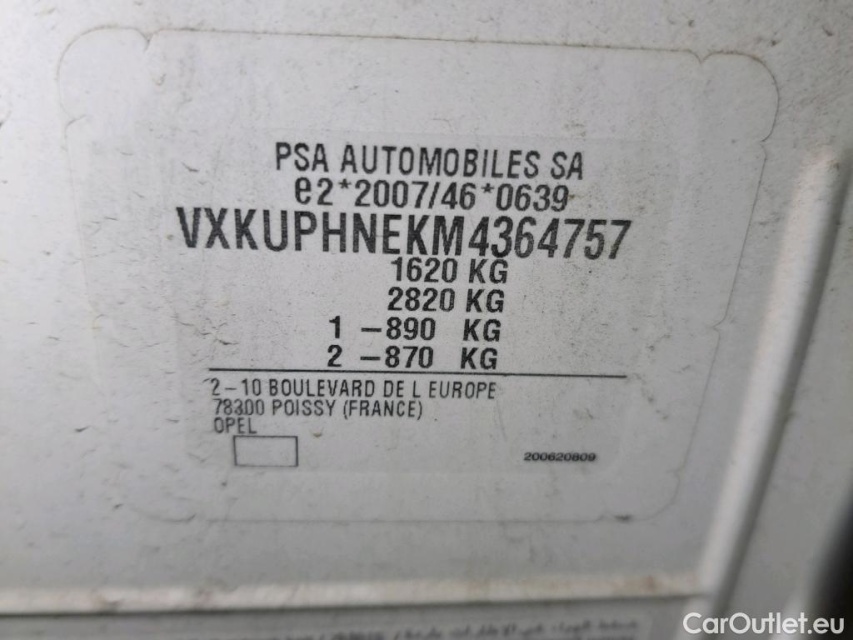 PSA AUTOMOBILES SA
e2*2007/46*0639
VXKUPHNEKM4364757
1620 KG
2820 KG
1 -890 KG
2 -870 KG
2-10 BOULEVARD DE L EUROPE
78300 POISSY (FRANCE)
OPEL
200620809
CarOutlet.eu